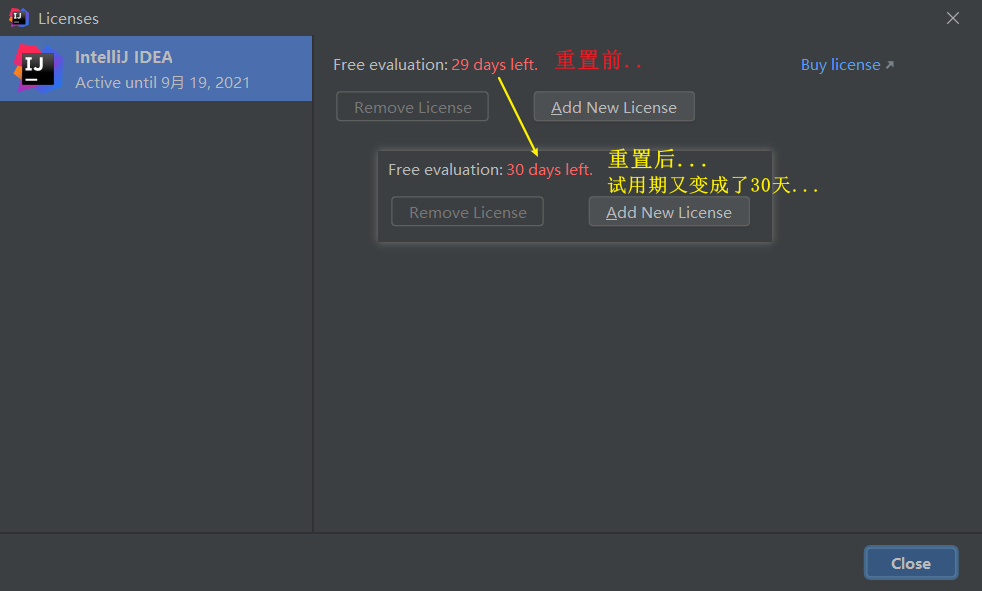 Licenses
IntelliJ IDEA
Active until 9月 19, 2021
Free evaluation: 29 days left. 重置前..
Buy license
Remove License
Add New License
Free evaluation: 30 days left. 重置后...
试用期又变成了30天...
Remove License
Add New License
Close